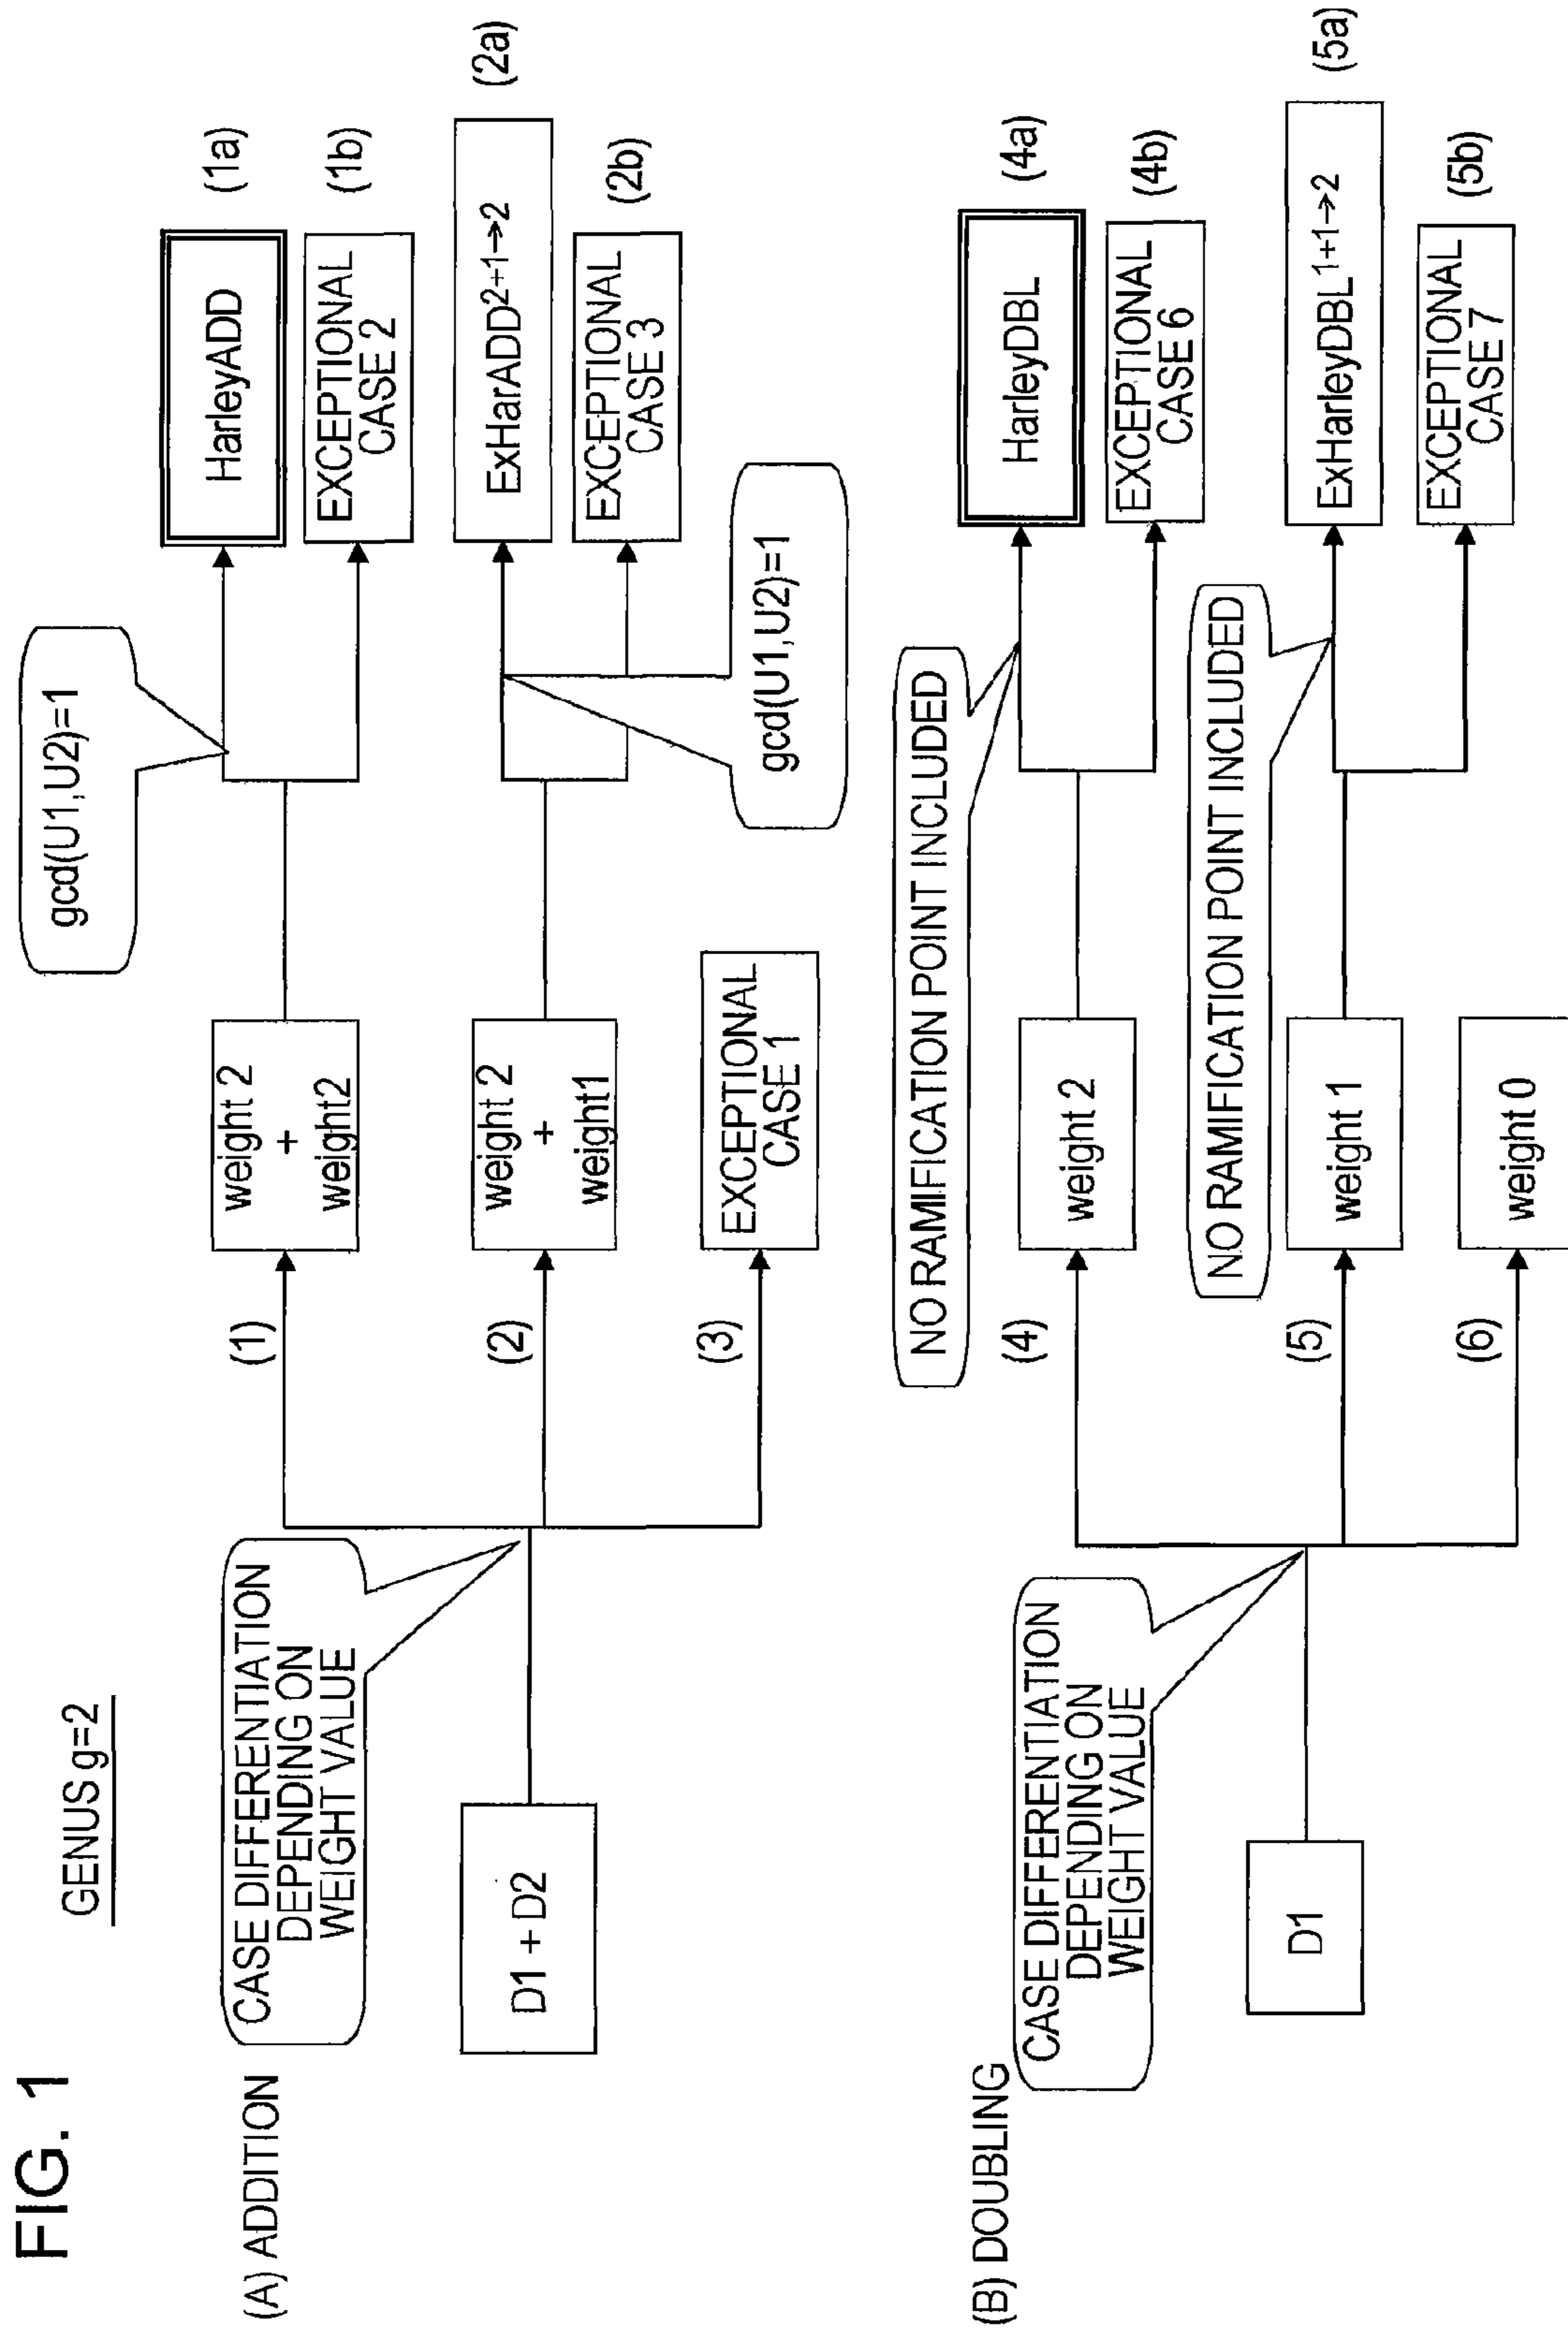 FIG. 1
GENUS g=2
(A) ADDITION
CASE DIFFERENTIATION
DEPENDING ON
WEIGHT VALUE
D1 + D2
(1)
weight 2
+
weight2
gcd(U1,U2)=1
HarleyADD
(1a)
EXCEPTIONAL
CASE 2
(1b)
(2)
weight 2
+
weight1
gcd(U1,U2)=1
ExHarADD2+1→2
(2a)
EXCEPTIONAL
CASE 3
(2b)
(3)
EXCEPTIONAL
CASE 1
(B) DOUBLING
CASE DIFFERENTIATION
DEPENDING ON
WEIGHT VALUE
D1
(4)
weight 2
NO RAMIFICATION POINT INCLUDED
HarleyDBL
(4a)
EXCEPTIONAL
CASE 6
(4b)
(5)
weight 1
NO RAMIFICATION POINT INCLUDED
ExHarleyDBL1+1→2
(5a)
EXCEPTIONAL
CASE 7
(5b)
(6)
weight 0